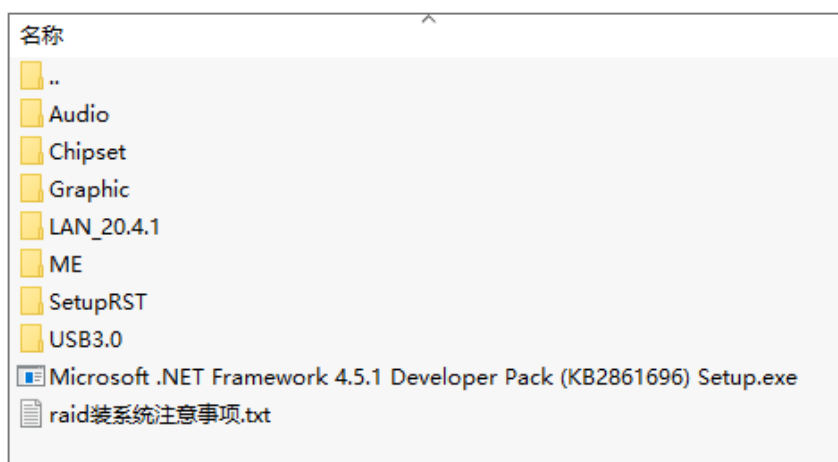 名称
..
Audio
Chipset
Graphic
LAN_20.4.1
ME
SetupRST
USB3.0
Microsoft .NET Framework 4.5.1 Developer Pack (KB2861696) Setup.exe
raid装系统注意事项.txt